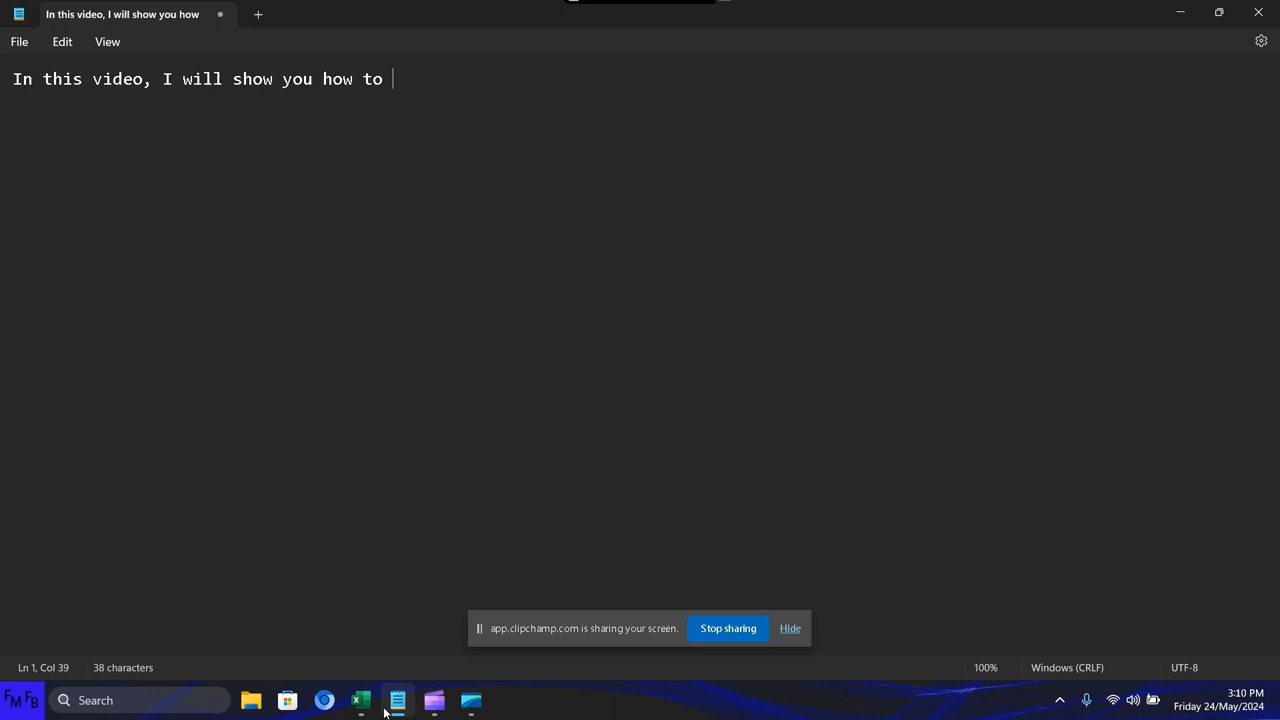 In this video, I will show you how
File Edit View
In this video, I will show you how to
app.clipchamp.com is sharing your screen. Stop sharing Hide
Ln 1, Col 39 38 characters 100% Windows (CRLF) UTF-8
FM FB Search 3:10 PM
Friday 24/May/2024